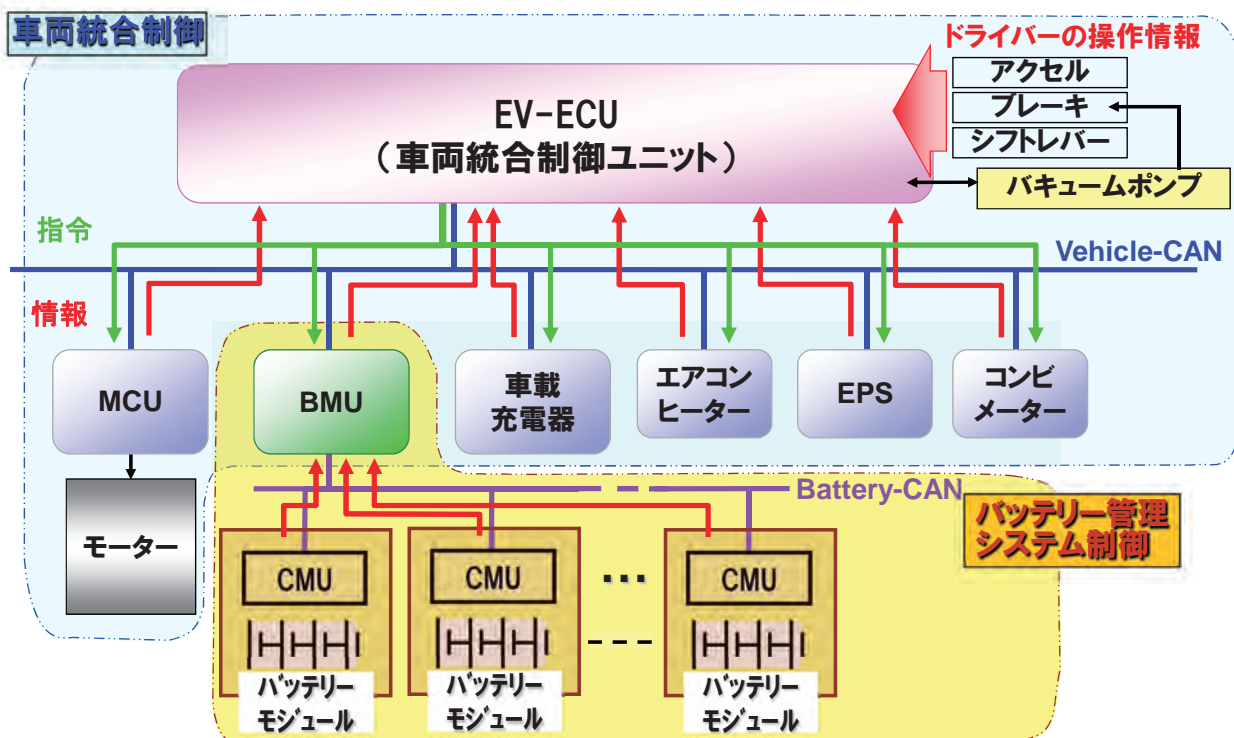 車両統合制御
ドライバーの操作情報
アクセル
ブレーキ
シフトレバー
バキュームポンプ
EV-ECU
(車両統合制御ユニット)
指令
Vehicle-CAN
情報
MCU
BMU
車載
充電器
エアコン
ヒーター
EPS
コンビ
メーター
モーター
Battery-CAN
バッテリー管理
システム制御
CMU
CMU
•••
CMU
バッテリー
モジュール
バッテリー
モジュール
バッテリー
モジュール